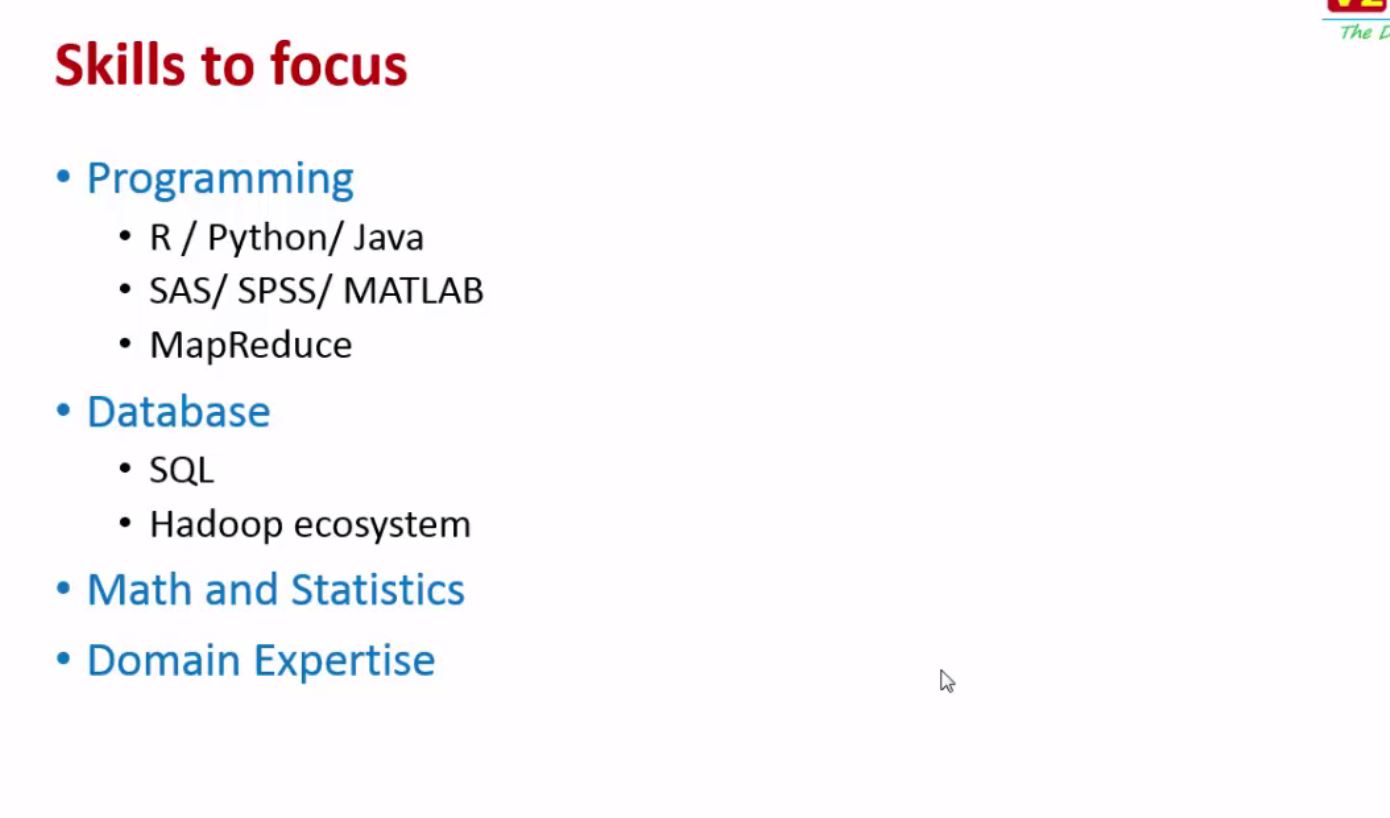 Skills to focus
The
• Programming
• R / Python/ Java
• SAS/ SPSS/ MATLAB
• MapReduce
• Database
• SQL
• Hadoop ecosystem
• Math and Statistics
• Domain Expertise